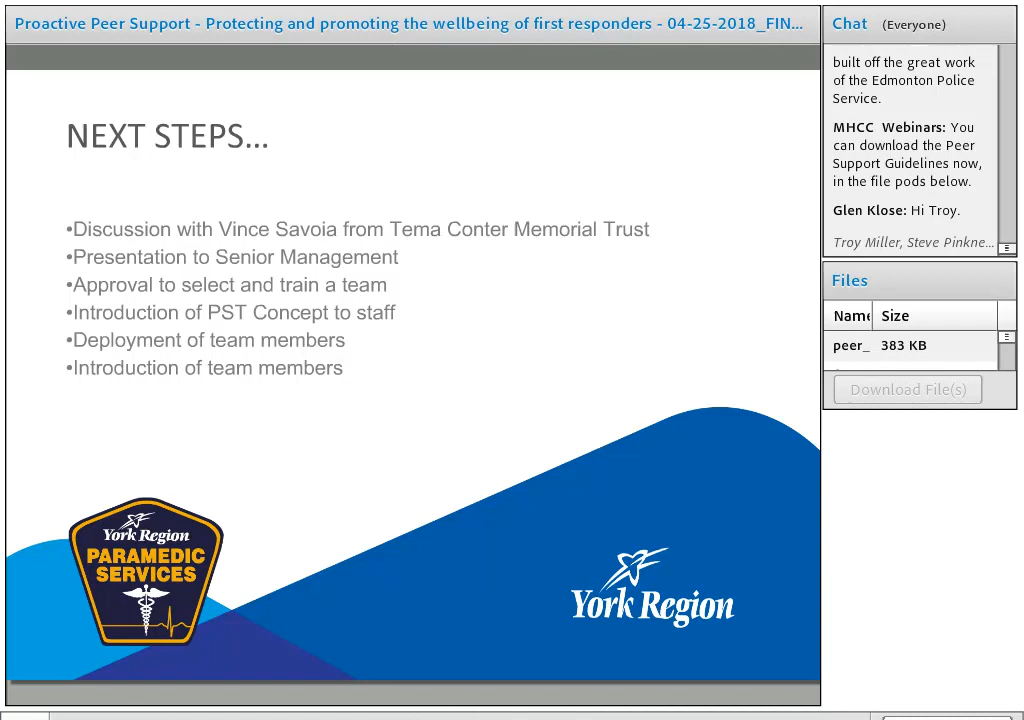 Proactive Peer Support - Protecting and promoting the wellbeing of first responders - 04-25-2018_FIN...
NEXT STEPS...
•Discussion with Vince Savoia from Tema Conter Memorial Trust
•Presentation to Senior Management
•Approval to select and train a team
•Introduction of PST Concept to staff
•Deployment of team members
•Introduction of team members
York Region
PARAMEDIC
SERVICES
York Region
Chat (Everyone)
built off the great work
of the Edmonton Police
Service.
MHCC Webinars: You
can download the Peer
Support Guidelines now,
in the file pods below.
Glen Klose: Hi Troy.
Troy Miller, Steve Pinkne...
Files
Name Size
peer_ 383 KB
Download File(s)